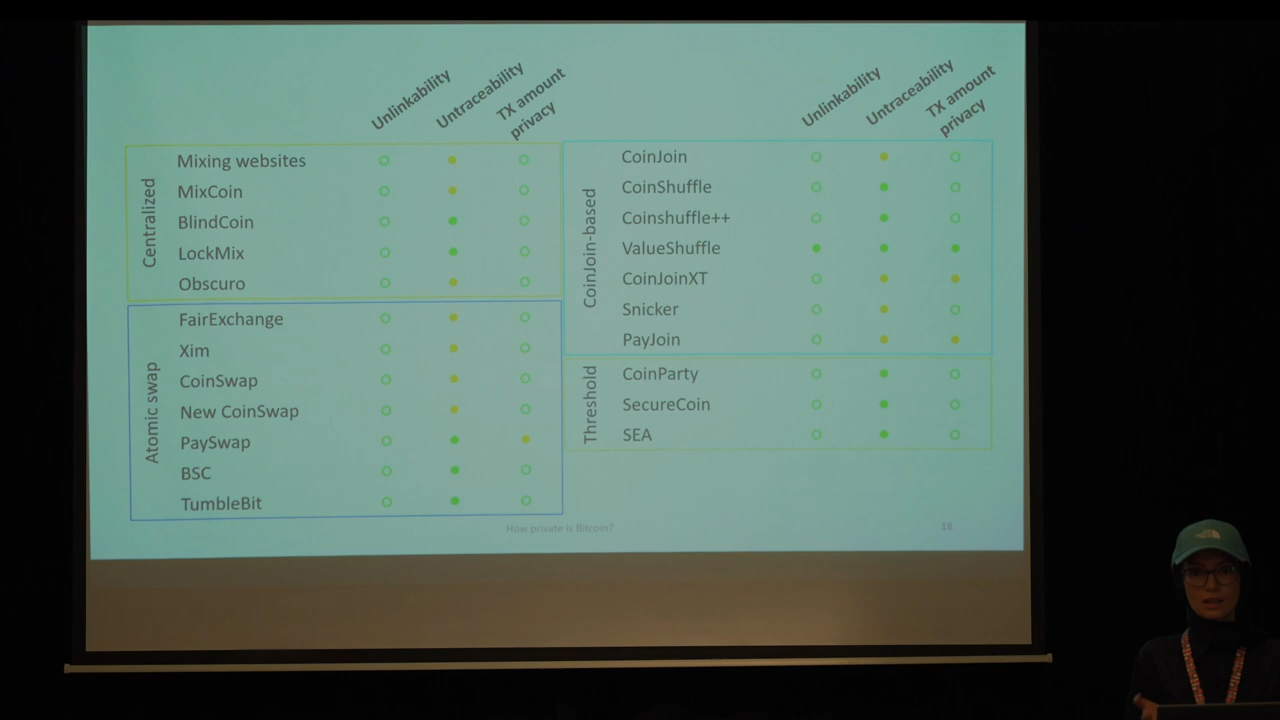 Unlinkability
Untraceability
TX amount
privacy
Centralized
Mixing websites
MixCoin
BlindCoin
LockMix
Obscuro
Atomic swap
FairExchange
Xim
CoinSwap
New CoinSwap
PaySwap
BSC
TumbleBit
Unlinkability
Untraceability
TX amount
privacy
CoinJoin-based
CoinJoin
CoinShuffle
Coinshuffle++
ValueShuffle
CoinJoinXT
Snicker
PayJoin
Threshold
CoinParty
SecureCoin
SEA
How private is Bitcoin?
18